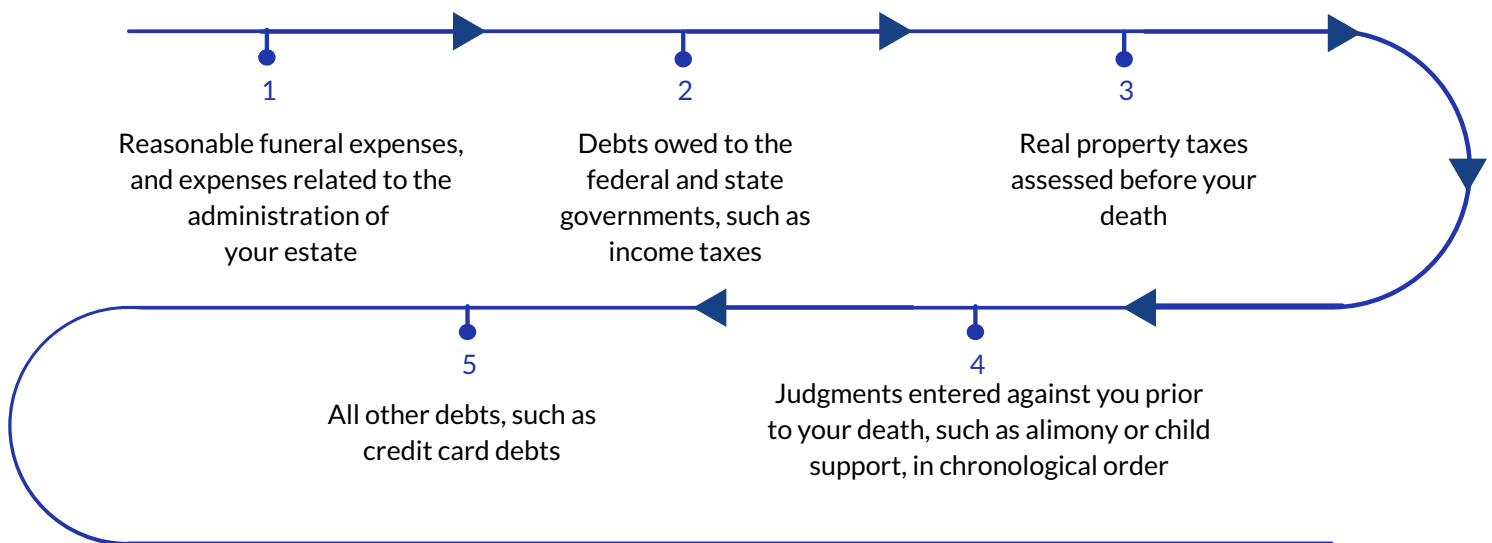 1
Reasonable funeral expenses,
and expenses related to the
administration of
your estate
2
Debts owed to the
federal and state
governments, such as
income taxes
3
Real property taxes
assessed before your
death
4
Judgments entered against you prior
to your death, such as alimony or child
support, in chronological order
5
All other debts, such as
credit card debts